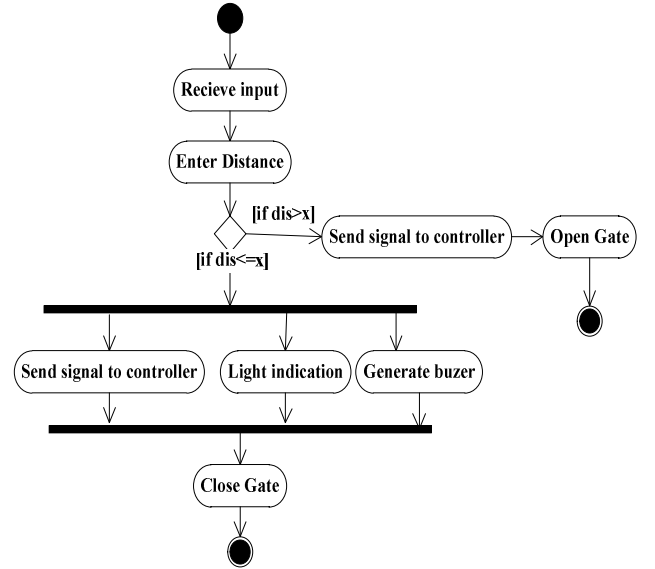 Recieve input
Enter Distance
[if dis>x]
Send signal to controller
Open Gate
[if dis<=x]
Send signal to controller
Light indication
Generate buzer
Close Gate